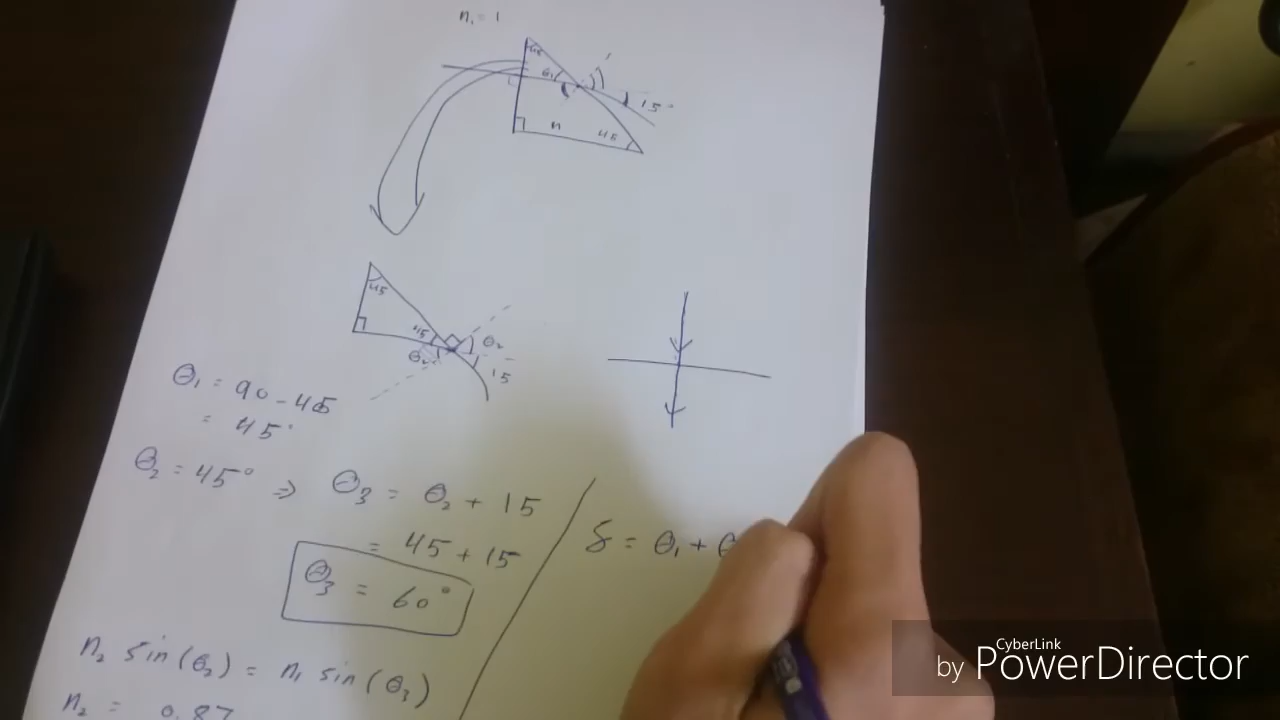 n₁ = 1
45
θ₁
15°
n
45
45
45
θ₂
θ₂
15
θ₁ = 90 - 45
= 45°
θ₂ = 45° ⇒ θ₃ = θ₂ + 15
= 45 + 15
θ₃ = 60°
δ = θ₁ + θ
n₂ sin(θ₂) = n₁ sin(θ₃)
n₂ = 0.87
CyberLink
by PowerDirector